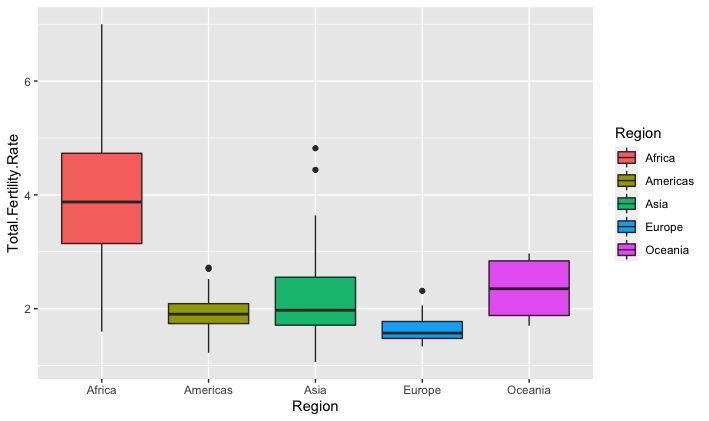 Total.Fertility.Rate
6
4
2
Africa Americas Asia Europe Oceania
Region
Region
Africa
Americas
Asia
Europe
Oceania